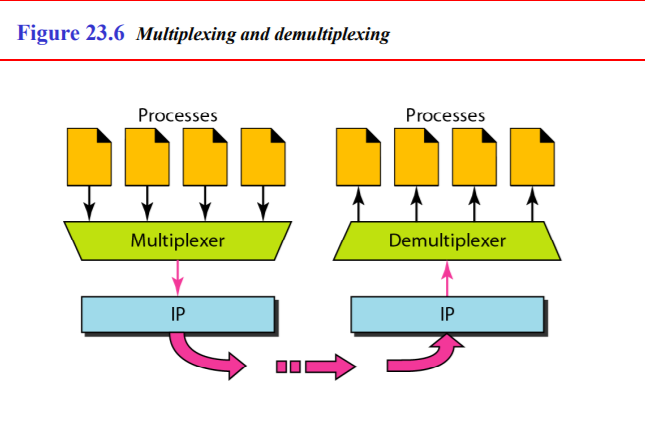 Figure 23.6 Multiplexing and demultiplexing
Processes
Processes
Multiplexer
Demultiplexer
IP
IP